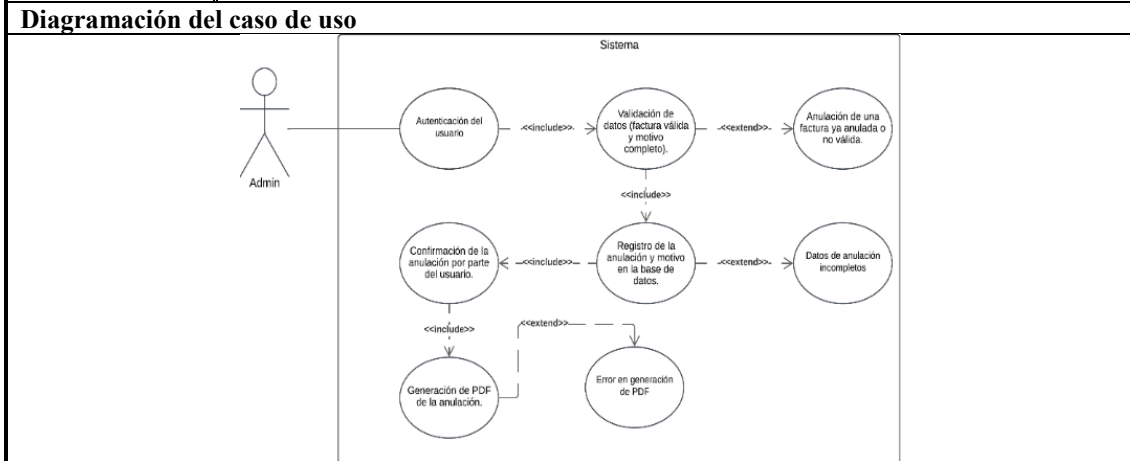 Diagramación del caso de uso
Sistema
Admin
Autenticación del
usuario
<<include>>
Validación de
datos (factura válida
y motivo
completo).
<<extend>>
Anulación de una
factura ya anulada o
no válida.
<<include>>
Confirmación de la
anulación por parte
del usuario.
<<include>>
Registro de la
anulación y motivo
en la base de
datos.
<<extend>>
Datos de anulación
incompletos
<<include>>
<<extend>>
Generación de PDF
de la anulación.
Error en generación
de PDF